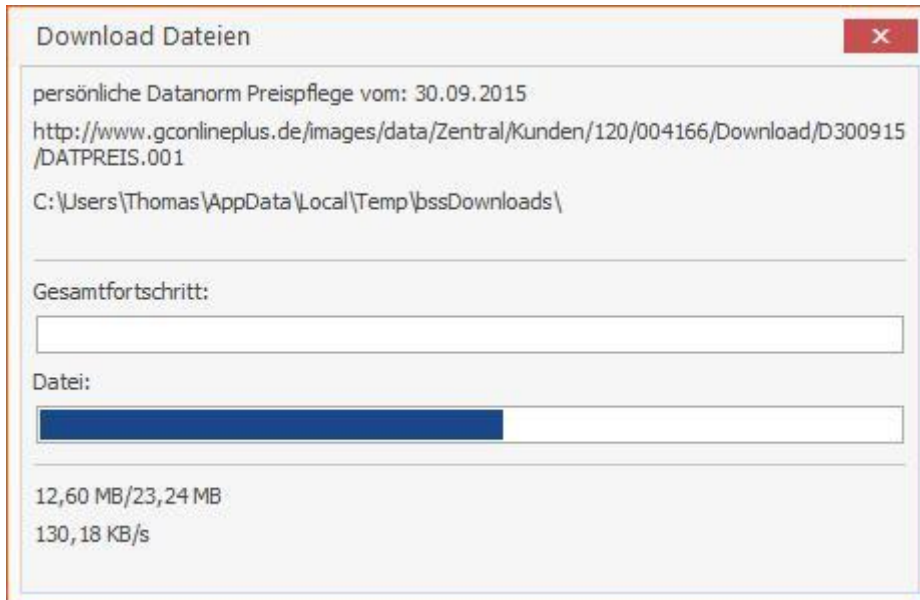 Download Dateien
persönliche Datanorm Preispflege vom: 30.09.2015
http://www.gconlineplus.de/images/data/Zentral/Kunden/120/004166/Download/D300915
/DATPREIS.001
C:\Users\Thomas\AppData\Local\Temp\bssDownloads\
Gesamtfortschritt:
Datei:
12,60 MB/23,24 MB
130,18 KB/s